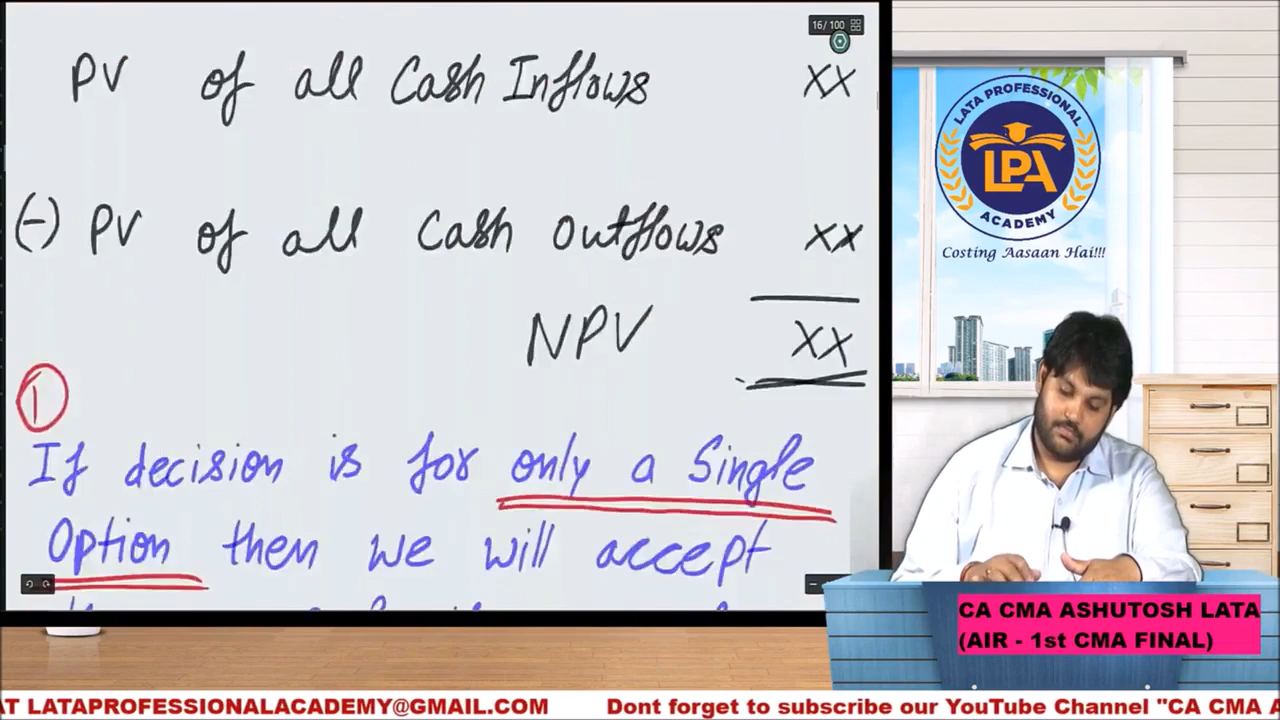 16/100
PV of all Cash Inflows XX
(-) PV of all Cash Outflows XX
NPV XX
1
If decision is for only a Single
Option then we will accept
LATA PROFESSIONAL
LPA
ACADEMY
Costing Aasaan Hai!!!
CA CMA ASHUTOSH LATA
(AIR - 1st CMA FINAL)
AT LATAPROFESSIONALACADEMY@GMAIL.COM Dont forget to subscribe our YouTube Channel "CA CMA A